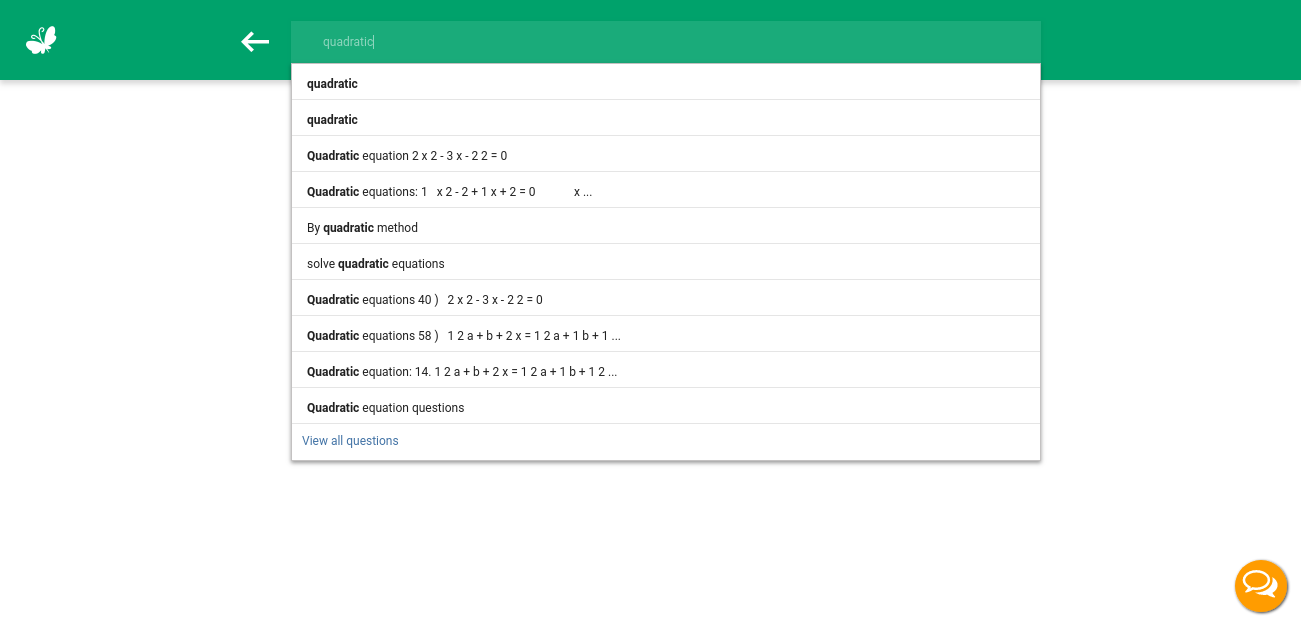 quadratic
quadratic
quadratic
Quadratic equation 2 x 2 - 3 x - 2 2 = 0
Quadratic equations: 1 x 2 - 2 + 1 x + 2 = 0 x ...
By quadratic method
solve quadratic equations
Quadratic equations 40 ) 2 x 2 - 3 x - 2 2 = 0
Quadratic equations 58 ) 1 2 a + b + 2 x = 1 2 a + 1 b + 1 ...
Quadratic equation: 14. 1 2 a + b + 2 x = 1 2 a + 1 b + 1 2 ...
Quadratic equation questions
View all questions